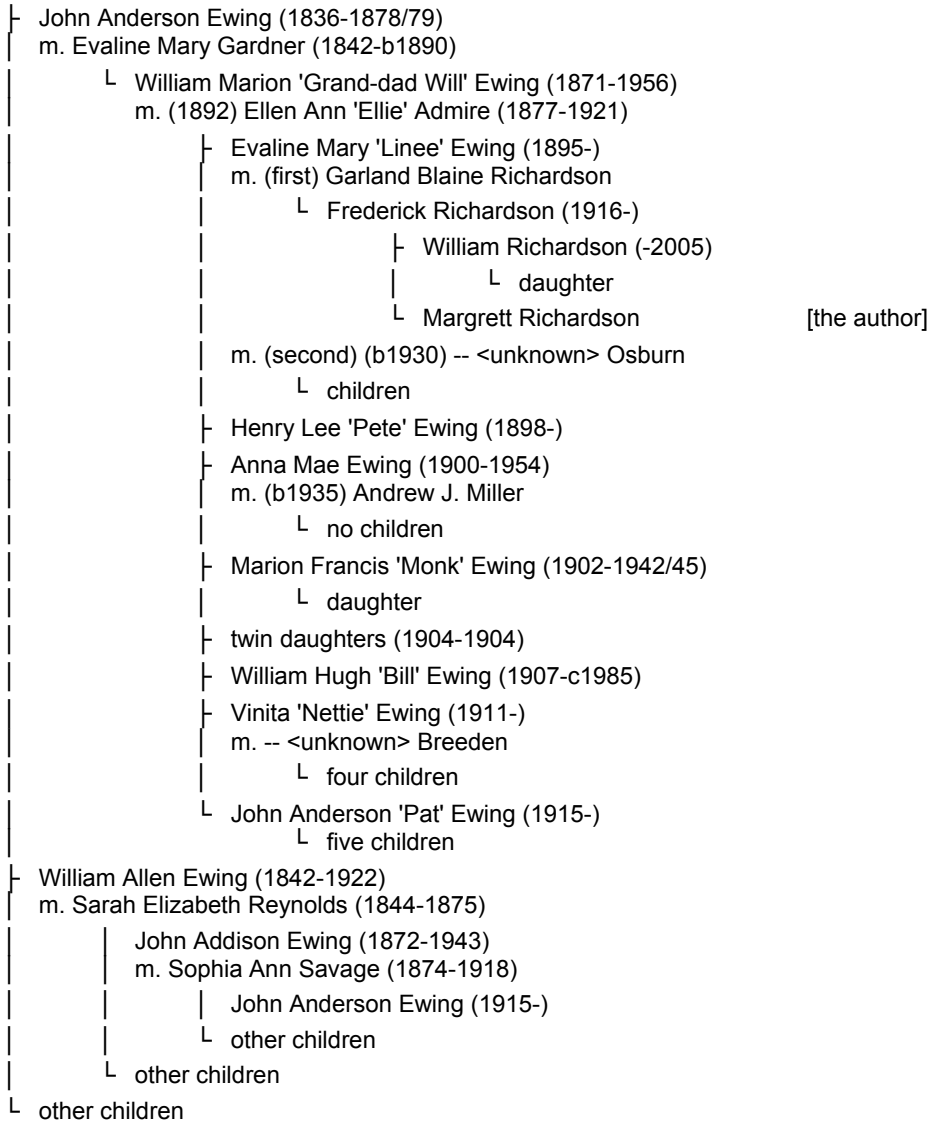 John Anderson Ewing (1836-1878/79)
m. Evaline Mary Gardner (1842-b1890)
William Marion 'Grand-dad Will' Ewing (1871-1956)
m. (1892) Ellen Ann 'Ellie' Admire (1877-1921)
Evaline Mary 'Linee' Ewing (1895-)
m. (first) Garland Blaine Richardson
Frederick Richardson (1916-)
William Richardson (-2005)
daughter
Margrett Richardson [the author]
m. (second) (b1930) -- <unknown> Osburn
children
Henry Lee 'Pete' Ewing (1898-)
Anna Mae Ewing (1900-1954)
m. (b1935) Andrew J. Miller
no children
Marion Francis 'Monk' Ewing (1902-1942/45)
daughter
twin daughters (1904-1904)
William Hugh 'Bill' Ewing (1907-c1985)
Vinita 'Nettie' Ewing (1911-)
m. -- <unknown> Breeden
four children
John Anderson 'Pat' Ewing (1915-)
five children
William Allen Ewing (1842-1922)
m. Sarah Elizabeth Reynolds (1844-1875)
John Addison Ewing (1872-1943)
m. Sophia Ann Savage (1874-1918)
John Anderson Ewing (1915-)
other children
other children
other children